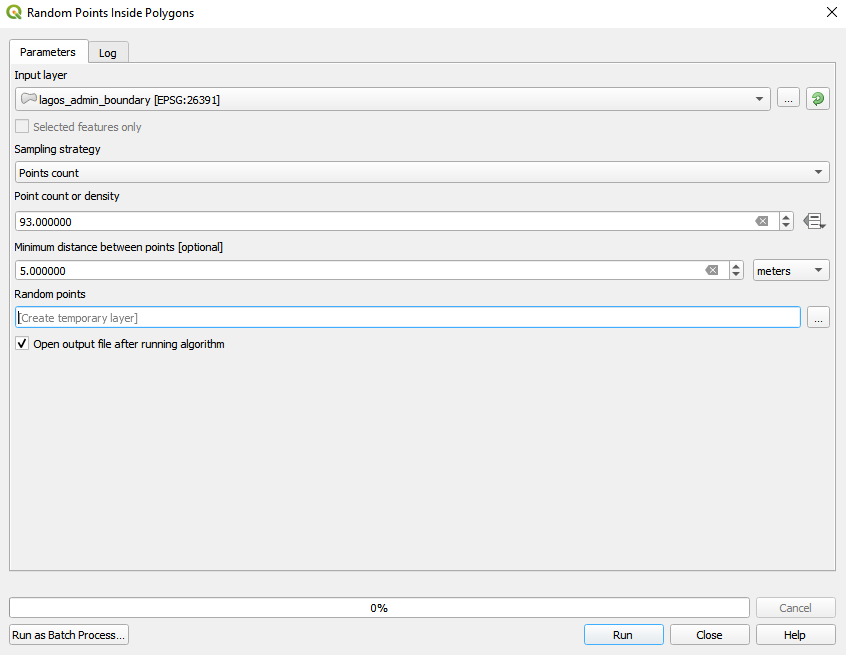 Random Points Inside Polygons
Parameters Log
Input layer
lagos_admin_boundary [EPSG:26391] ...
Selected features only
Sampling strategy
Points count
Point count or density
93.000000
Minimum distance between points [optional]
5.000000 meters
Random points
[Create temporary layer] ...
Open output file after running algorithm
0% Cancel
Run as Batch Process... Run Close Help